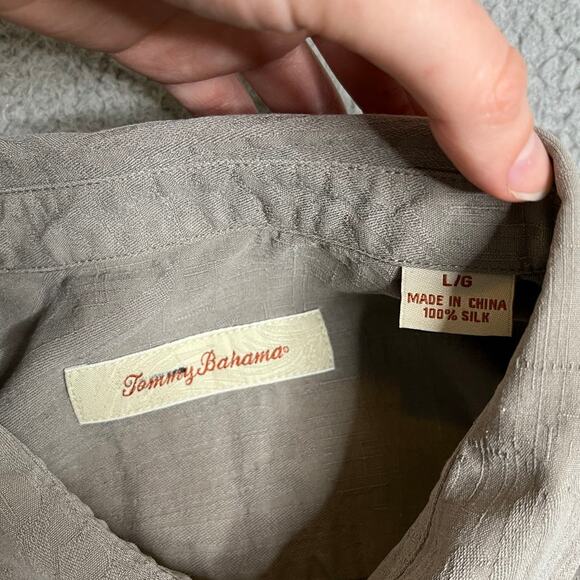 Tommy Bahama®
L/G
MADE IN CHINA
100% SILK